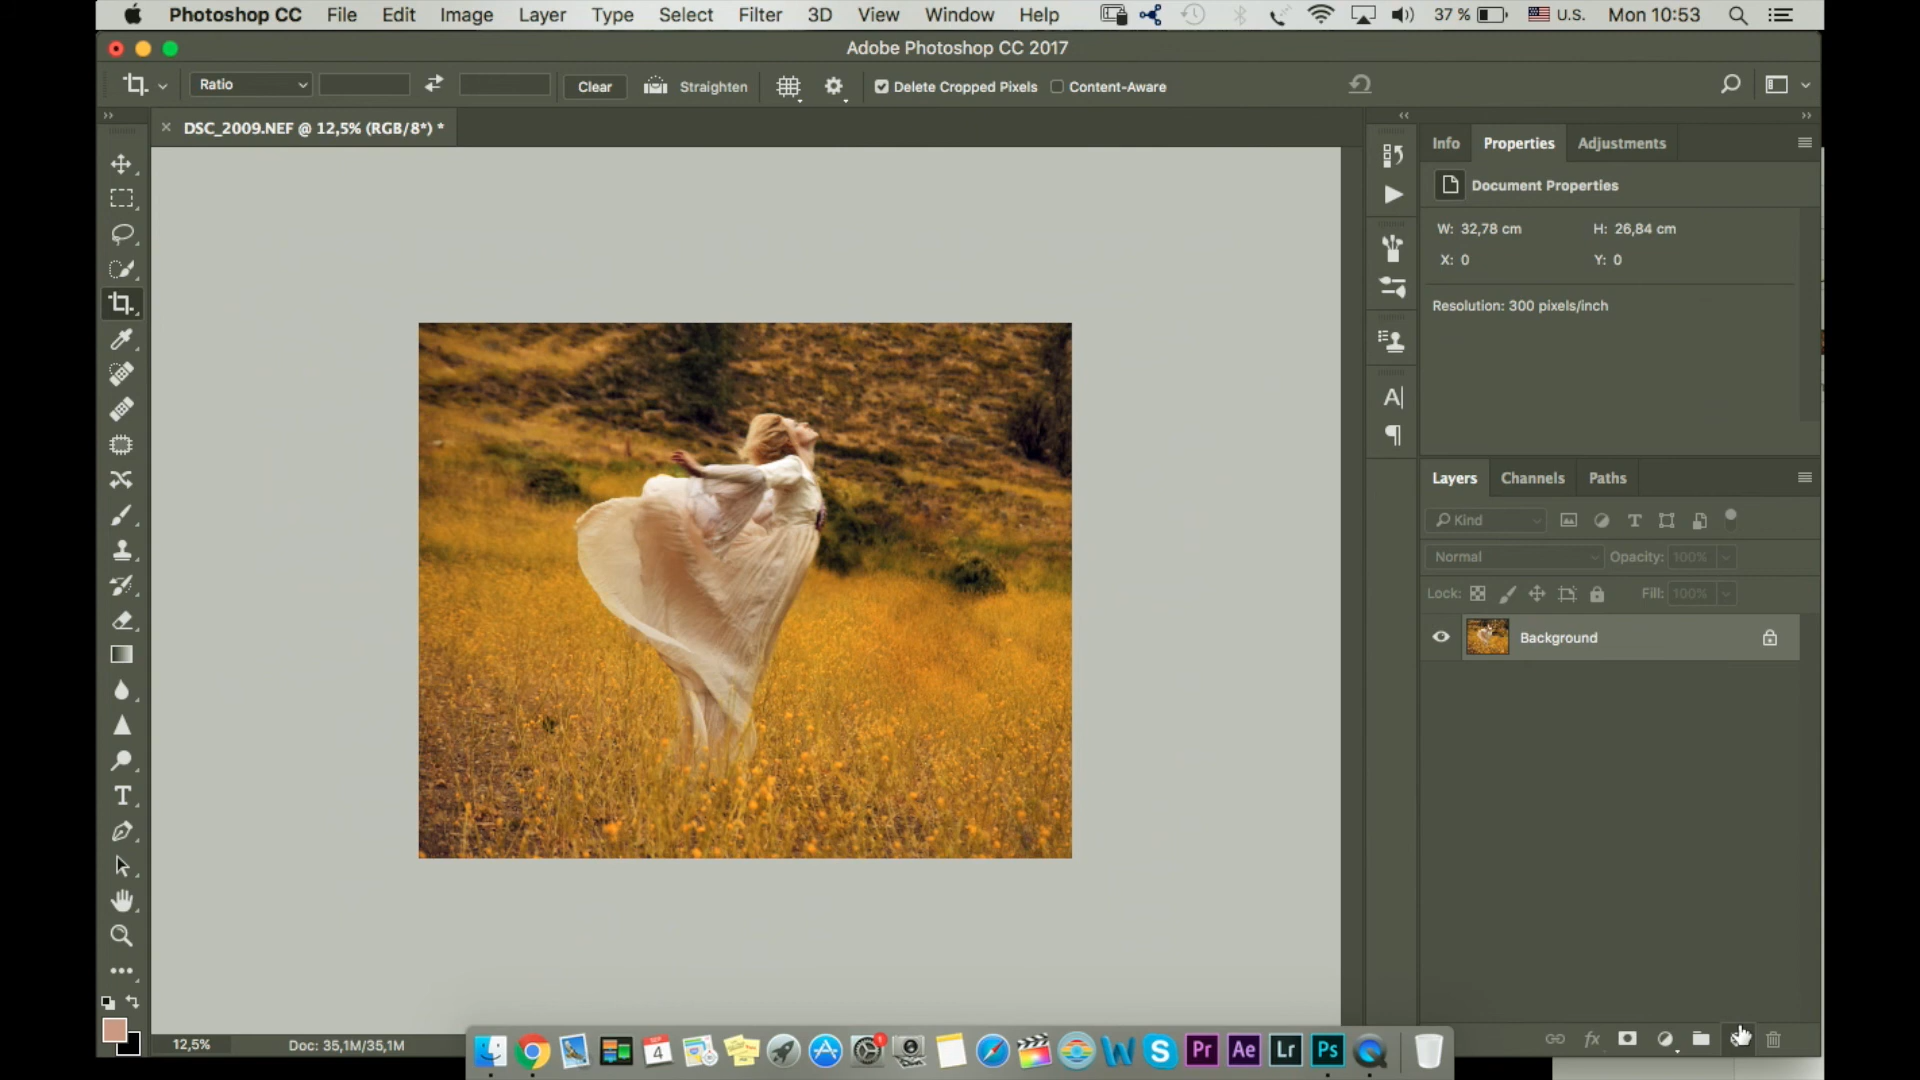 Photoshop CC File Edit Image Layer Type Select Filter 3D View Window Help 37 % U.S. Mon 10:53
Adobe Photoshop CC 2017
Ratio Clear Straighten Delete Cropped Pixels Content-Aware
DSC_2009.NEF @ 12,5% (RGB/8*) *
Info Properties Adjustments
Document Properties
W: 32,78 cm H: 26,84 cm
X: 0 Y: 0
Resolution: 300 pixels/inch
Layers Channels Paths
Kind
Normal Opacity: 100%
Lock: Fill: 100%
Background
12,5% Doc: 35,1M/35,1M
SEP
4
1
W
S
Pr Ae Lr Ps